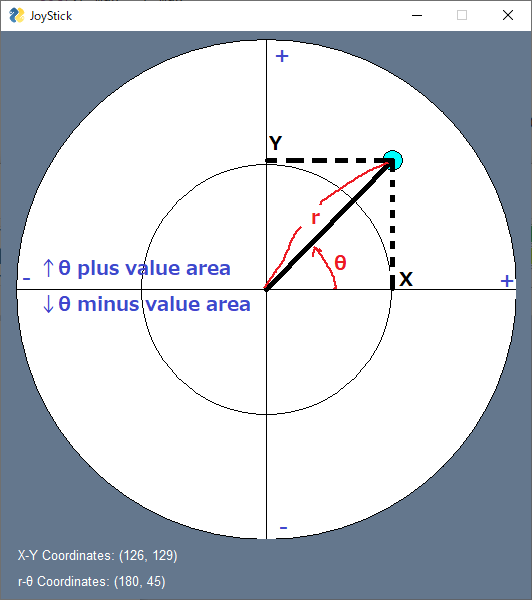 JoyStick
+
Y
r
θ
↑θ plus value area
-
X
+
↓θ minus value area
-
X-Y Coordinates: (126, 129)
r-θ Coordinates: (180, 45)